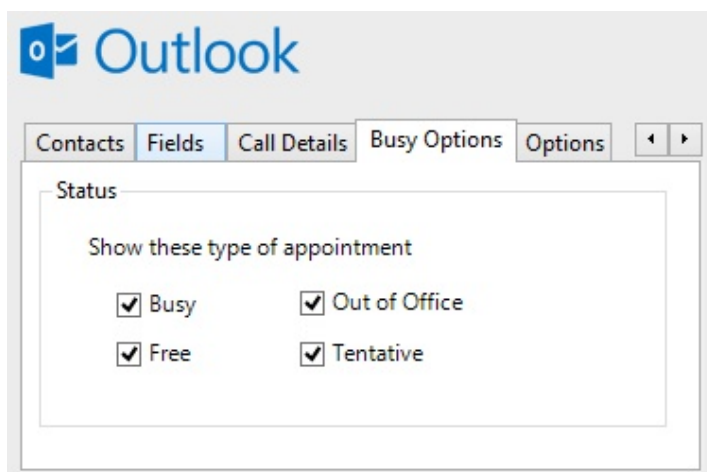 Outlook
Contacts Fields Call Details Busy Options Options
Status
Show these type of appointment
Busy Out of Office
Free Tentative